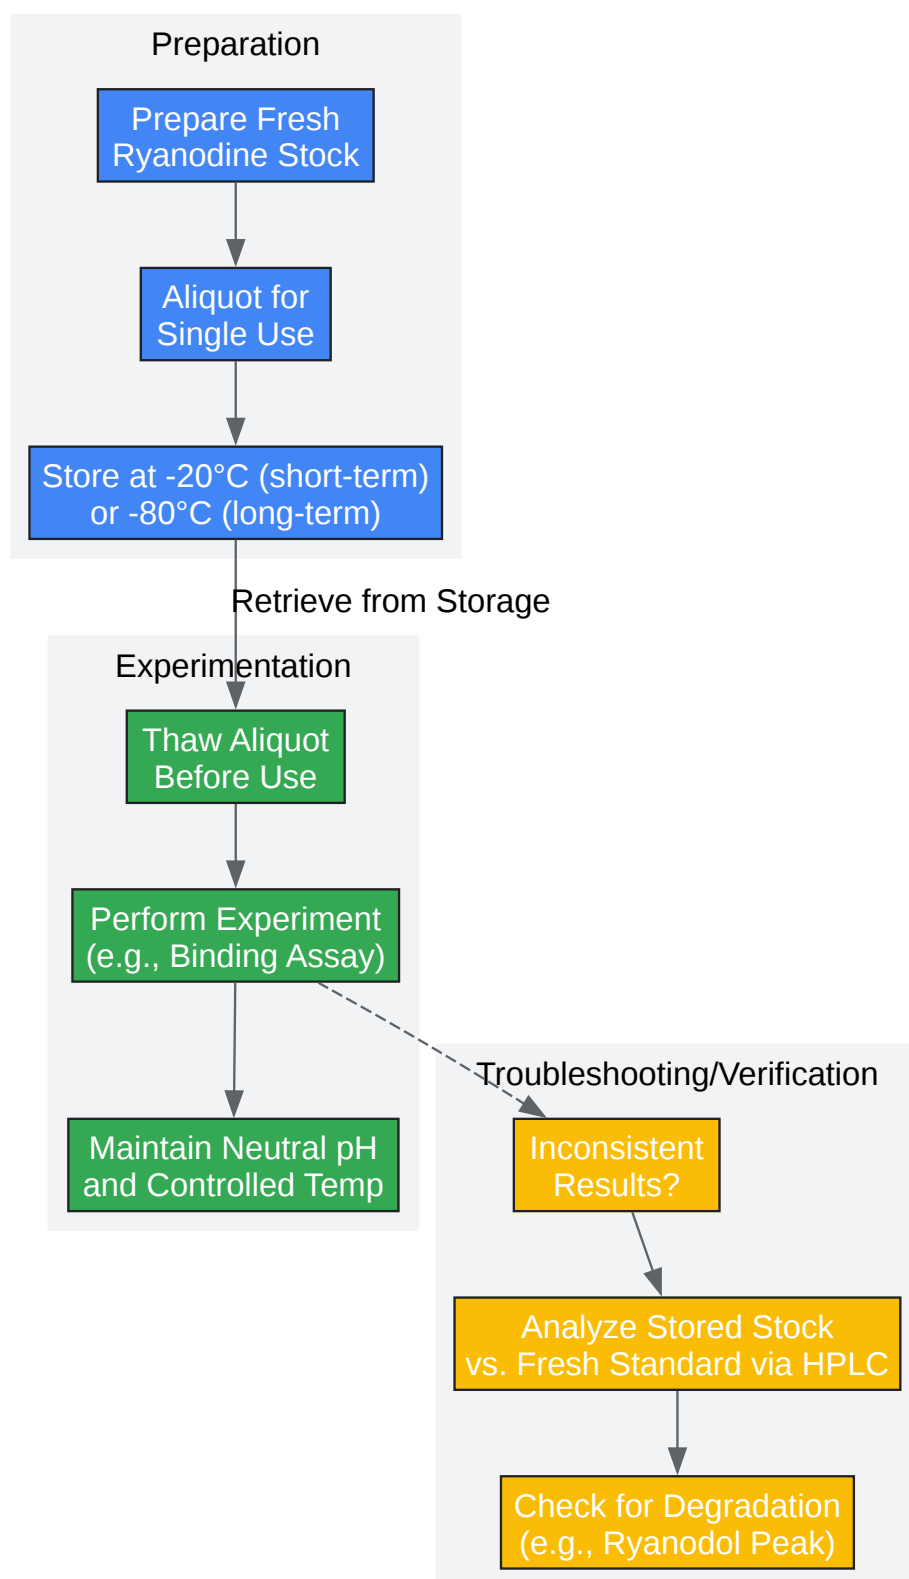 Preparation
Prepare Fresh
Ryanodine Stock
Aliquot for
Single Use
Store at -20°C (short-term)
or -80°C (long-term)
Retrieve from Storage
Experimentation
Thaw Aliquot
Before Use
Perform Experiment
(e.g., Binding Assay)
Maintain Neutral pH
and Controlled Temp
Troubleshooting/Verification
Inconsistent
Results?
Analyze Stored Stock
vs. Fresh Standard via HPLC
Check for Degradation
(e.g., Ryanodol Peak)